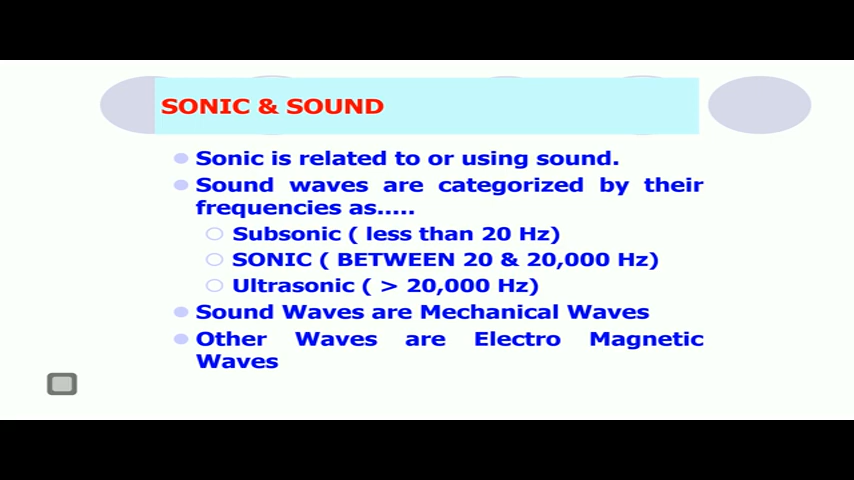 SONIC & SOUND
Sonic is related to or using sound.
Sound waves are categorized by their
frequencies as.....
Subsonic ( less than 20 Hz)
SONIC ( BETWEEN 20 & 20,000 Hz)
Ultrasonic ( > 20,000 Hz)
Sound Waves are Mechanical Waves
Other Waves are Electro Magnetic
Waves